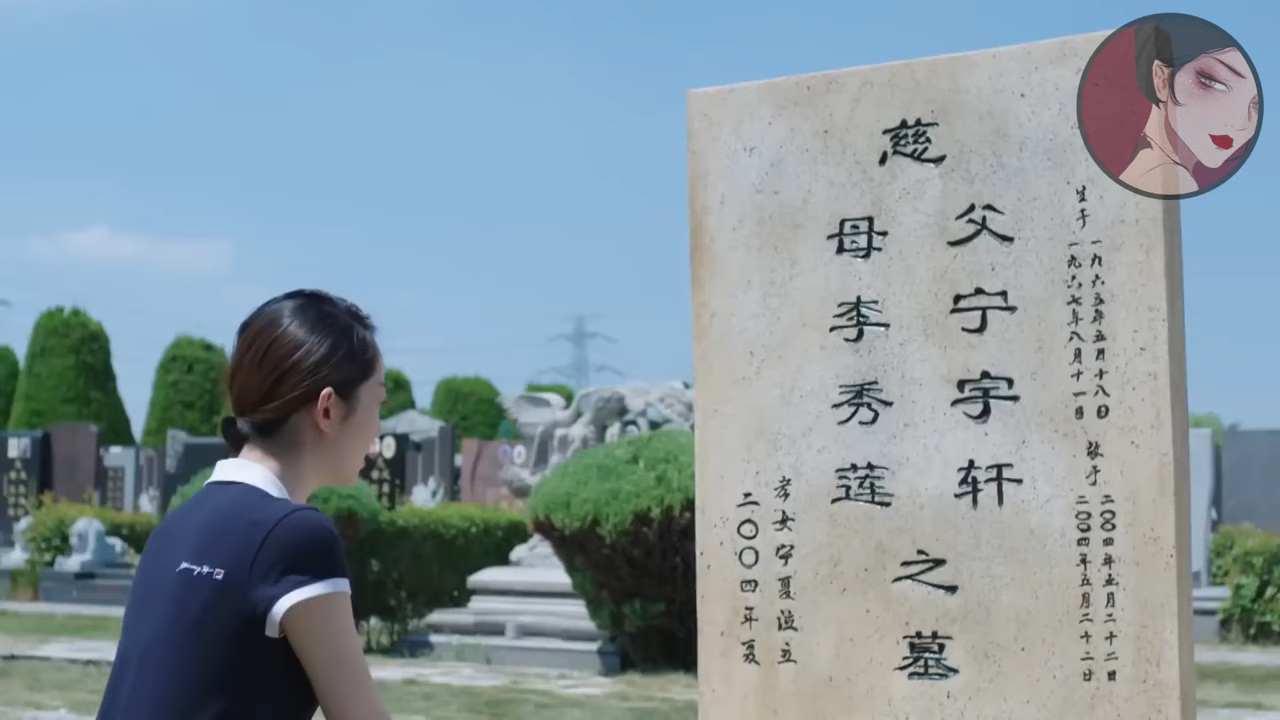 生于
一九六五年五月十八日
一九六七年八月十一日
故于
二〇〇四年五月二十二日
二〇〇四年五月二十二日
慈
父宁宇轩
母李秀莲
之墓
孝女宁夏泣立
二〇〇四年夏